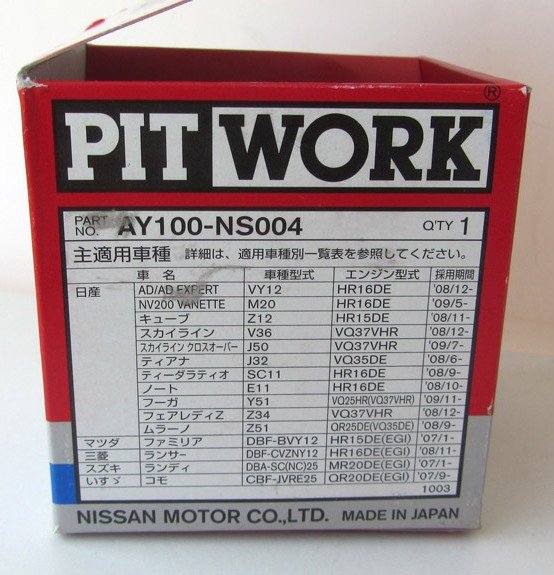 PIT WORK ®
PART NO. AY100-NS004 Q'TY 1
主適用車種 詳細は、適用車種別一覧表を参照してください。
車 名 車種型式 エンジン型式 採用期間
日産 AD/AD EXPERT VY12 HR16DE '08/12-
NV200 VANETTE M20 HR16DE '09/5-
キューブ Z12 HR15DE '08/11-
スカイライン V36 VQ37VHR '08/12-
スカイライン クロスオーバー J50 VQ37VHR '09/7-
ティアナ J32 VQ35DE '08/6-
ティーダラティオ SC11 HR16DE '08/9-
ノート E11 HR16DE '08/10-
フーガ Y51 VQ25HR(VQ37VHR) '09/11-
フェアレディZ Z34 VQ37VHR '08/12-
ムラーノ Z51 QR25DE(VQ35DE) '08/9-
マツダ ファミリア DBF-BVY12 HR15DE(EGI) '07/1-
三菱 ランサー DBF-CVZNY12 HR16DE(EGI) '08/11-
スズキ ランディ DBA-SC(NC)25 MR20DE(EGI) '07/1-
いすゞ コモ CBF-JVRE25 QR20DE(EGI) '07/9-
1003
NISSAN MOTOR CO.,LTD. MADE IN JAPAN